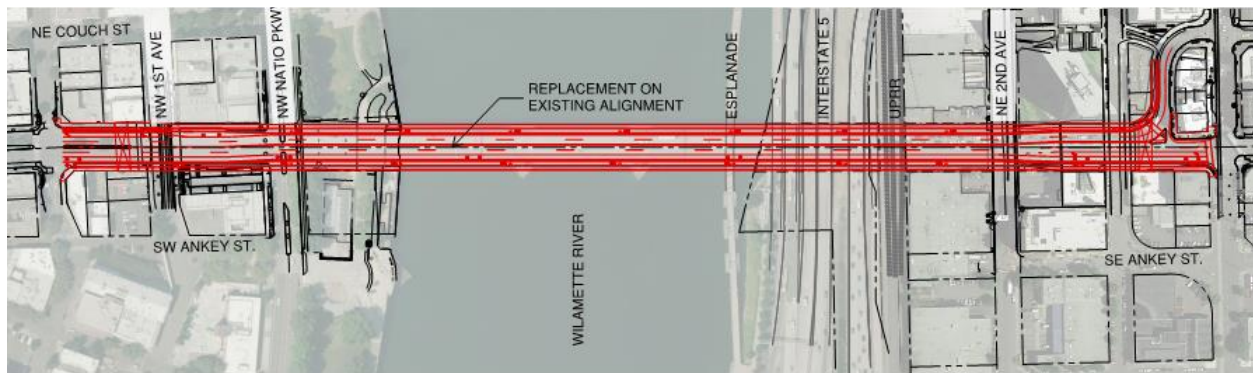 NE COUCH ST
NW 1ST AVE
NW NATIO PKWY
REPLACEMENT ON
EXISTING ALIGNMENT
WILAMETTE RIVER
ESPLANADE
INTERSTATE 5
UPRR
NE 2ND AVE
SW ANKEY ST.
SE ANKEY ST.